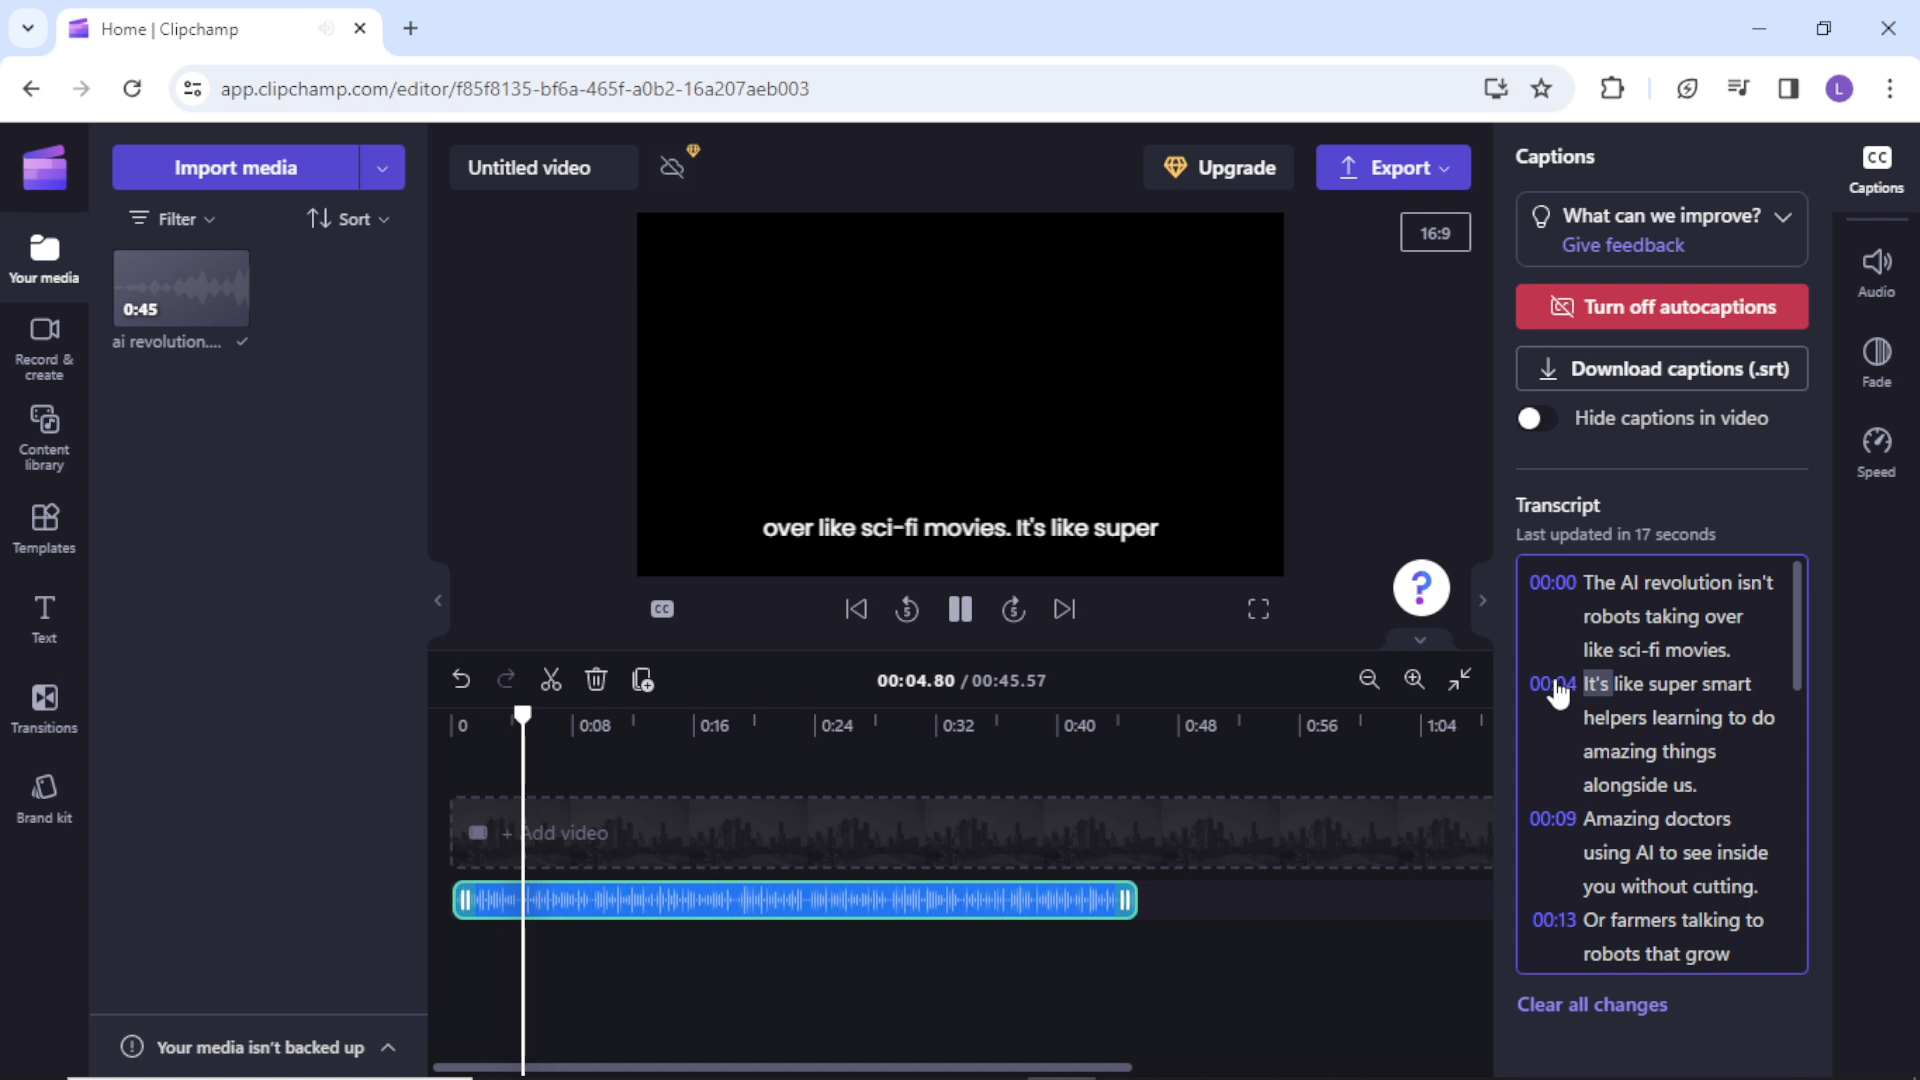 Home | Clipchamp
app.clipchamp.com/editor/f85f8135-bf6a-465f-a0b2-16a207aeb003
L
Import media
Filter
Sort
0:45
ai revolution....
Your media
Record &
create
Content
library
Templates
Text
Transitions
Brand kit
Your media isn't backed up
Untitled video
Upgrade
Export
16:9
over like sci-fi movies. It's like super
CC
5
5
?
00:04.80 / 00:45.57
0
0:08
0:16
0:24
0:32
0:40
0:48
0:56
1:04
+ Add video
Captions
What can we improve?
Give feedback
Turn off autocaptions
Download captions (.srt)
Hide captions in video
Transcript
Last updated in 17 seconds
00:00 The AI revolution isn't
robots taking over
like sci-fi movies.
00:04 It's like super smart
helpers learning to do
amazing things
alongside us.
00:09 Amazing doctors
using AI to see inside
you without cutting.
00:13 Or farmers talking to
robots that grow
Clear all changes
CC
Captions
Audio
Fade
Speed